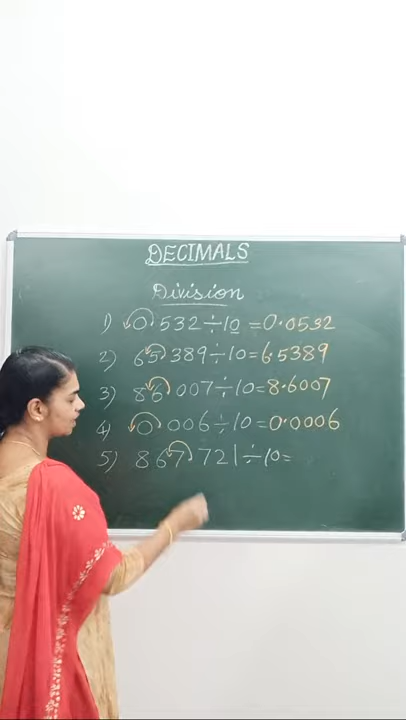 DECIMALS
Division
1) 0.532÷10=0.0532
2) 65.389÷10=6.5389
3) 86.007÷10=8.6007
4) 0.006÷10=0.0006
5) 867.721÷10=